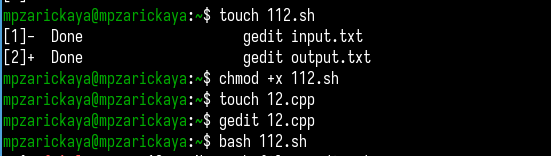 mpzarickaya@mpzarickaya:~$ touch 112.sh
[1]-  Done                    gedit input.txt
[2]+  Done                    gedit output.txt
mpzarickaya@mpzarickaya:~$ chmod +x 112.sh
mpzarickaya@mpzarickaya:~$ touch 12.cpp
mpzarickaya@mpzarickaya:~$ gedit 12.cpp
mpzarickaya@mpzarickaya:~$ bash 112.sh